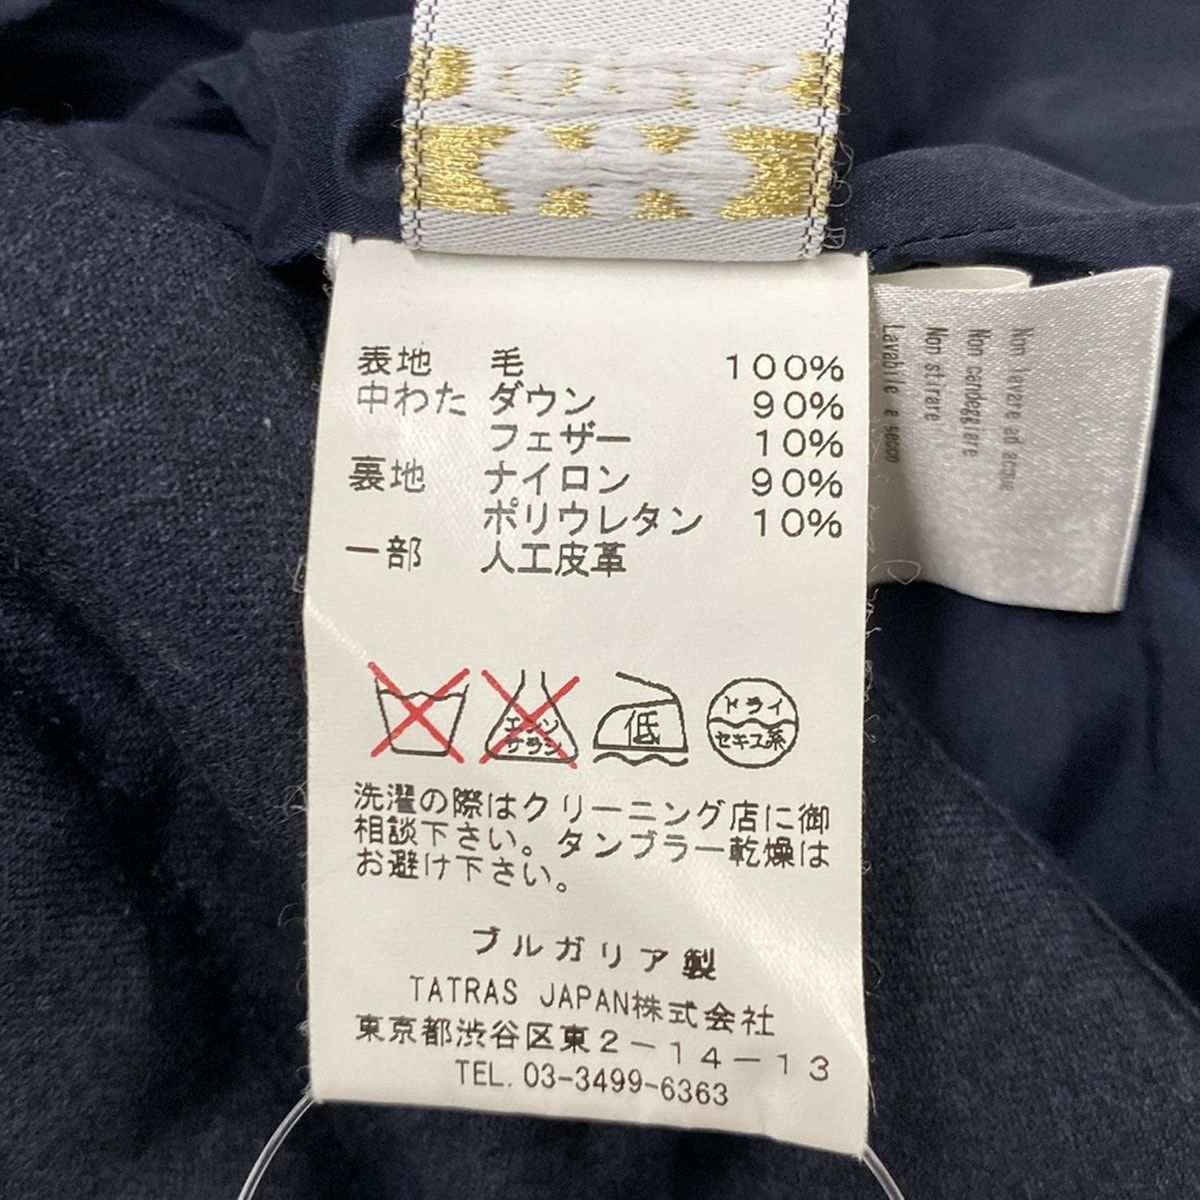 表地 毛 100%
中わた ダウン 90%
フェザー 10%
裏地 ナイロン 90%
ポリウレタン 10%
一部 人工皮革
エンソ
サラシ
低
ドライ
セキユ系
洗濯の際はクリーニング店に御
相談下さい。タンブラー乾燥は
お避け下さい。
ブルガリア製
TATRAS JAPAN株式会社
東京都渋谷区東2-14-13
TEL. 03-3499-6363
Non lavare ad acqua
Non candeggiare
Non stirare
Lavabile a secco